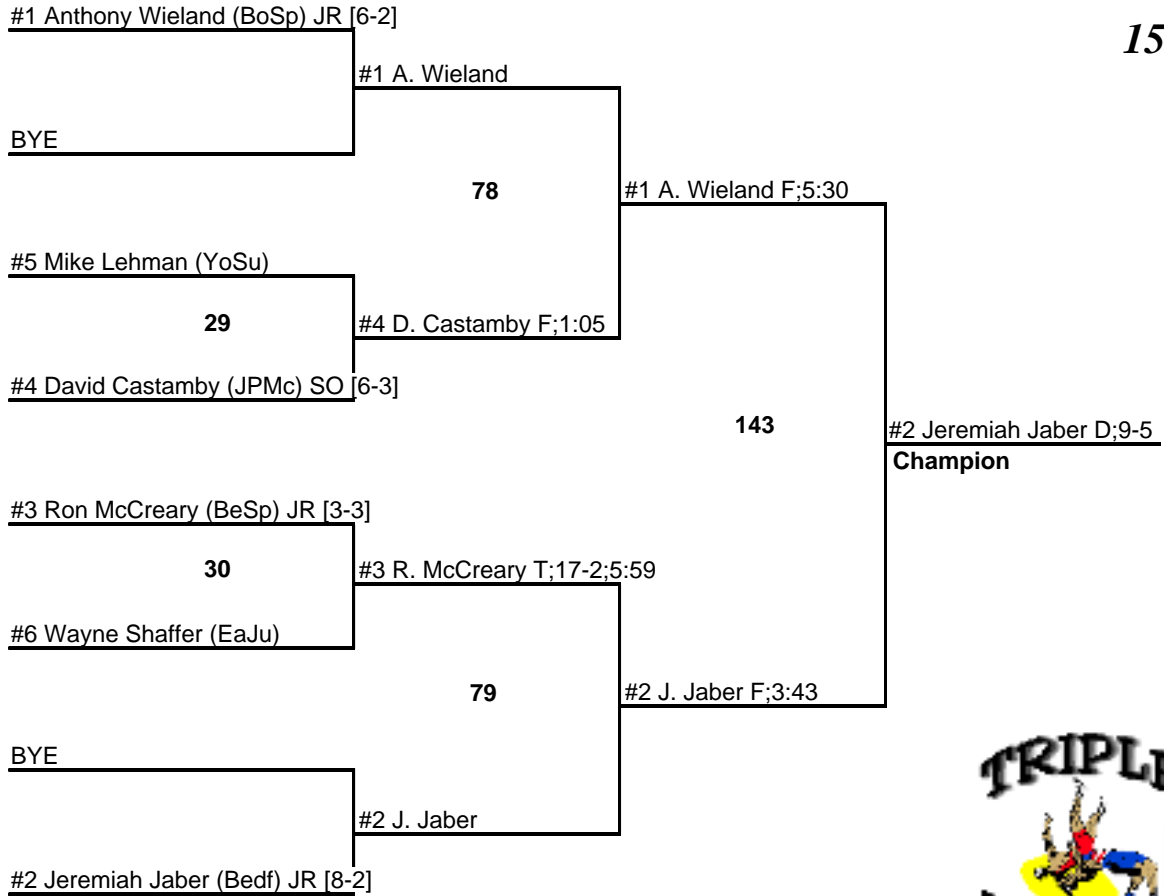 #1 Anthony Wieland (BoSp) JR [6-2]
15
#1 A. Wieland
BYE
78
#1 A. Wieland F;5:30
#5 Mike Lehman (YoSu)
29
#4 D. Castamby F;1:05
#4 David Castamby (JPMc) SO [6-3]
143
#2 Jeremiah Jaber D;9-5
Champion
#3 Ron McCreary (BeSp) JR [3-3]
30
#3 R. McCreary T;17-2;5:59
#6 Wayne Shaffer (EaJu)
79
#2 J. Jaber F;3:43
BYE
TRIPLE
#2 J. Jaber
#2 Jeremiah Jaber (Bedf) JR [8-2]